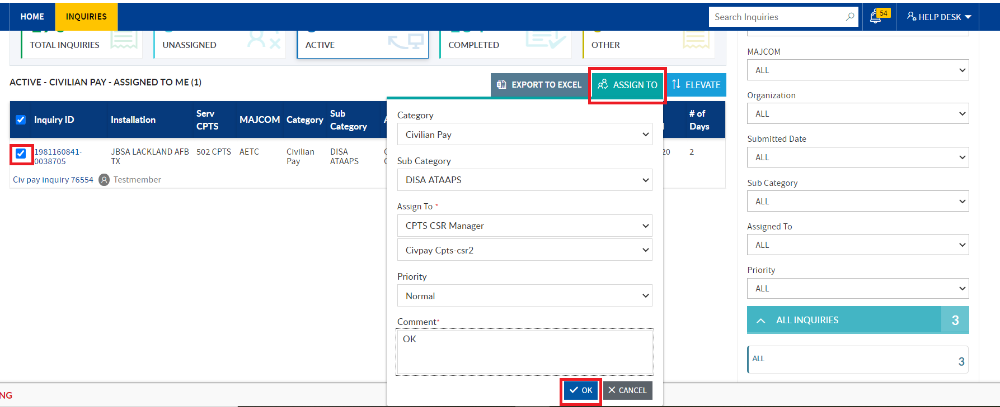 HOME
INQUIRIES
Search Inquiries
54
HELP DESK
TOTAL INQUIRIES
UNASSIGNED
ACTIVE
COMPLETED
OTHER
ACTIVE - CIVILIAN PAY - ASSIGNED TO ME (1)
EXPORT TO EXCEL
ASSIGN TO
ELEVATE
Inquiry ID
Installation
Serv
CPTS
MAJCOM
Category
Sub
Category
# of
Days
1981160841-
0038705
JBSA LACKLAND AFB
TX
502 CPTS
AETC
Civilian
Pay
DISA
ATAAPS
20
2
Civ pay inquiry 76554
Testmember
Category
Civilian Pay
Sub Category
DISA ATAAPS
Assign To *
CPTS CSR Manager
Civpay Cpts-csr2
Priority
Normal
Comment*
OK
OK
CANCEL
MAJCOM
ALL
Organization
ALL
Submitted Date
ALL
Sub Category
ALL
Assigned To
ALL
Priority
ALL
ALL INQUIRIES
3
ALL
3
NG